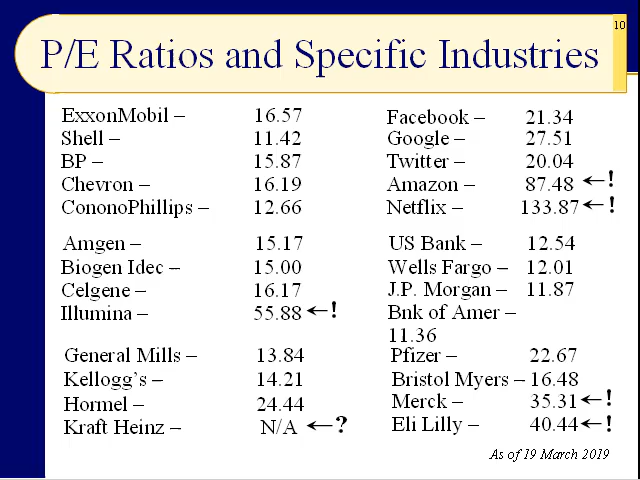 10
P/E Ratios and Specific Industries
ExxonMobil – 16.57
Shell – 11.42
BP – 15.87
Chevron – 16.19
CononoPhillips – 12.66
Facebook – 21.34
Google – 27.51
Twitter – 20.04
Amazon – 87.48 ←!
Netflix – 133.87 ←!
Amgen – 15.17
Biogen Idec – 15.00
Celgene – 16.17
Illumina – 55.88 ←!
US Bank – 12.54
Wells Fargo – 12.01
J.P. Morgan – 11.87
Bnk of Amer –
11.36
General Mills – 13.84
Kellogg's – 14.21
Hormel – 24.44
Kraft Heinz – N/A ←?
Pfizer – 22.67
Bristol Myers – 16.48
Merck – 35.31 ←!
Eli Lilly – 40.44 ←!
As of 19 March 2019